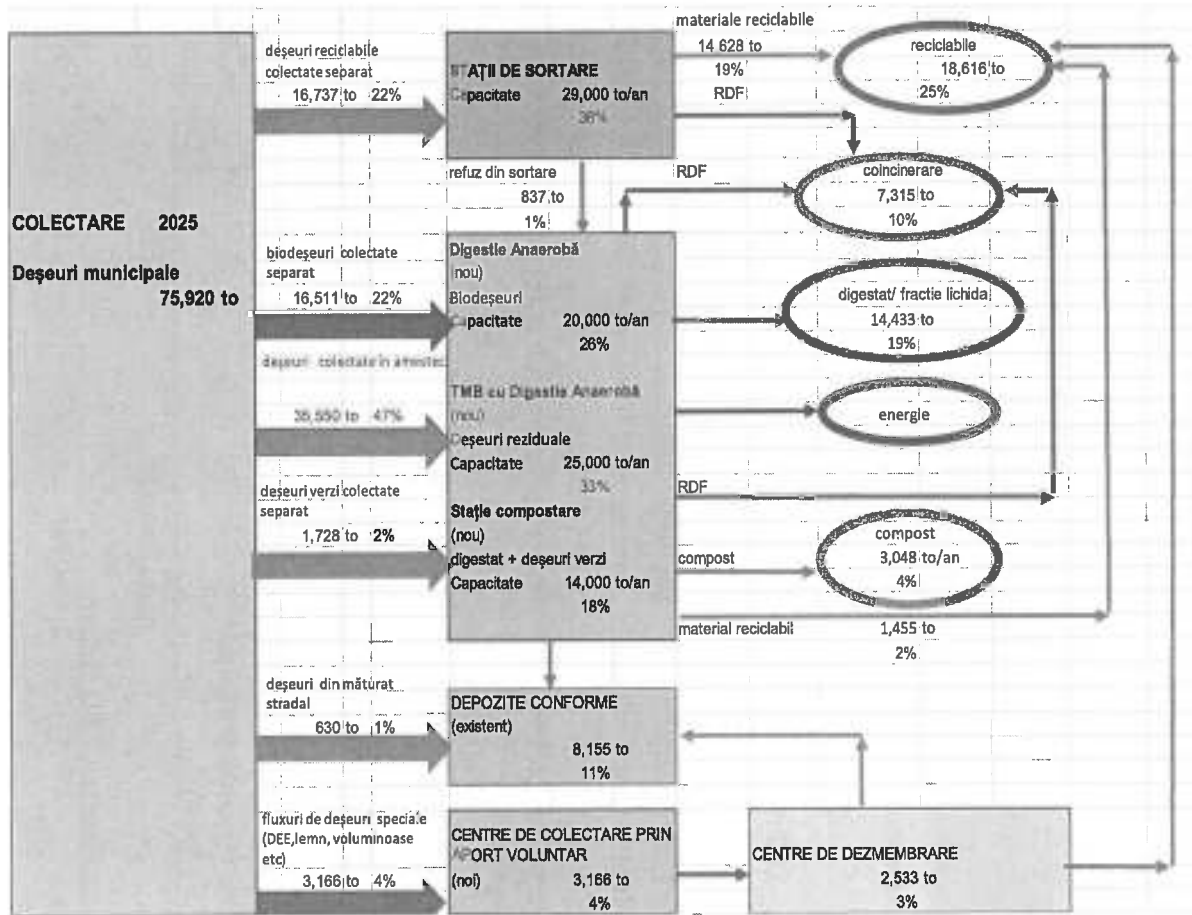 COLECTARE 2025
Deșeuri municipale
75,920 to
deșeuri reciclabile
colectate separat
16,737 to 22%
biodeșeuri colectate
separat
16,511 to 22%
deșeuri colectate în
47%
deșeuri verzi colectate
separat
1,728 to 2%
deșeuri din măturat
stradal
630 to 1%
fluxuri de deșeuri speciale
(DEE,lemn, voluminoase
etc)
3,166 to 4%
STAȚII DE SORTARE
Capacitate 29,000 to/an
refuz din sortare
837 to
1%
Digestie Anaerobă
(nou)
Biodeșeuri
Capacitate 20,000 to/an
26%
TMB cu Digestie Anaerobă
(nou)
Deșeuri reziduale
Capacitate 25,000 to/an
33%
Stație compostare
(nou)
digestat + deșeuri verzi
Capacitate 14,000 to/an
18%
DEPOZITE CONFORME
(existent)
8,155 to
11%
CENTRE DE COLECTARE PRIN
APORT VOLUNTAR
(noi) 3,166 to
4%
CENTRE DE DEZMEMBRARE
2,533 to
3%
materiale reciclabile
14 628 to
19%
RDF
RDF
RDF
compost
material reciclabil 1,455 to
2%
reciclabile
18,616 to
25%
coincinerare
7,315 to
10%
digestat/ fractie lichida
14,433 to
19%
energie
compost
3,048 to/an
4%